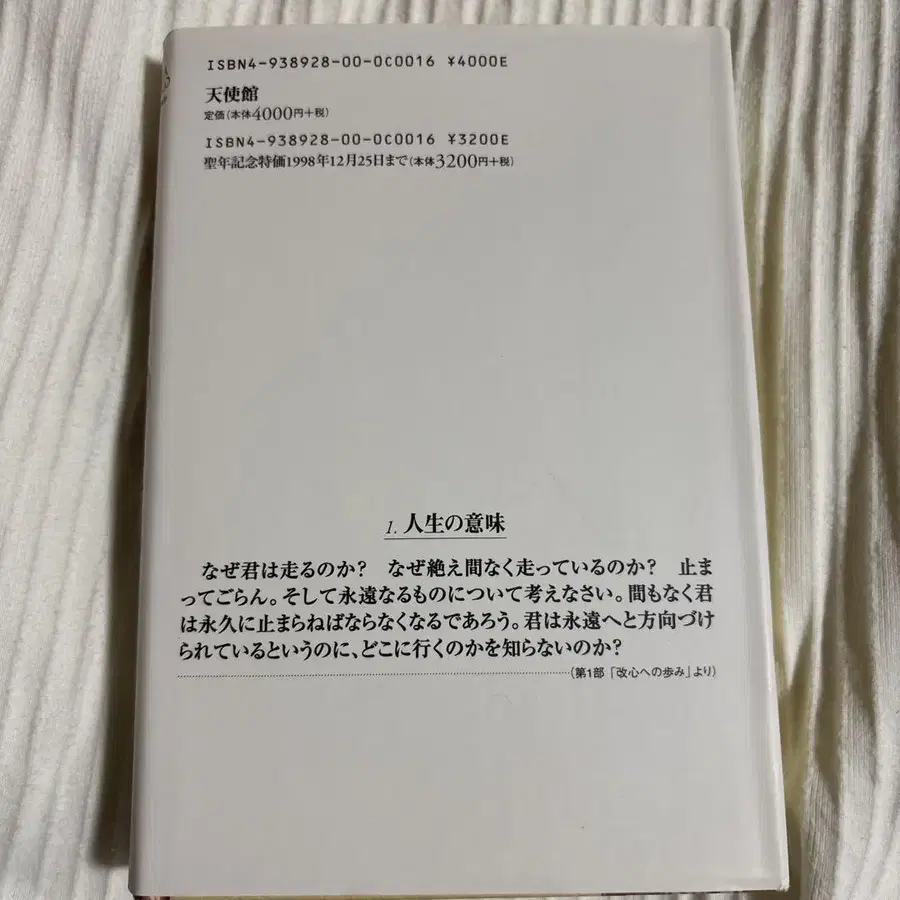 ISBN4-938928-00-0C0016 ¥4000E
天使館
定価(本体4000円+税)
ISBN4-938928-00-0C0016 ¥3200E
聖年記念特価1998年12月25日まで(本体3200円+税)
1. 人生の意味
なぜ君は走るのか? なぜ絶え間なく走っているのか? 止ま
ってごらん。そして永遠なるものについて考えなさい。間もなく君
は永久に止まらねばならなくなるであろう。君は永遠へと方向づけ
られているというのに、どこに行くのかを知らないのか?
(第1部「改心への歩み」より)